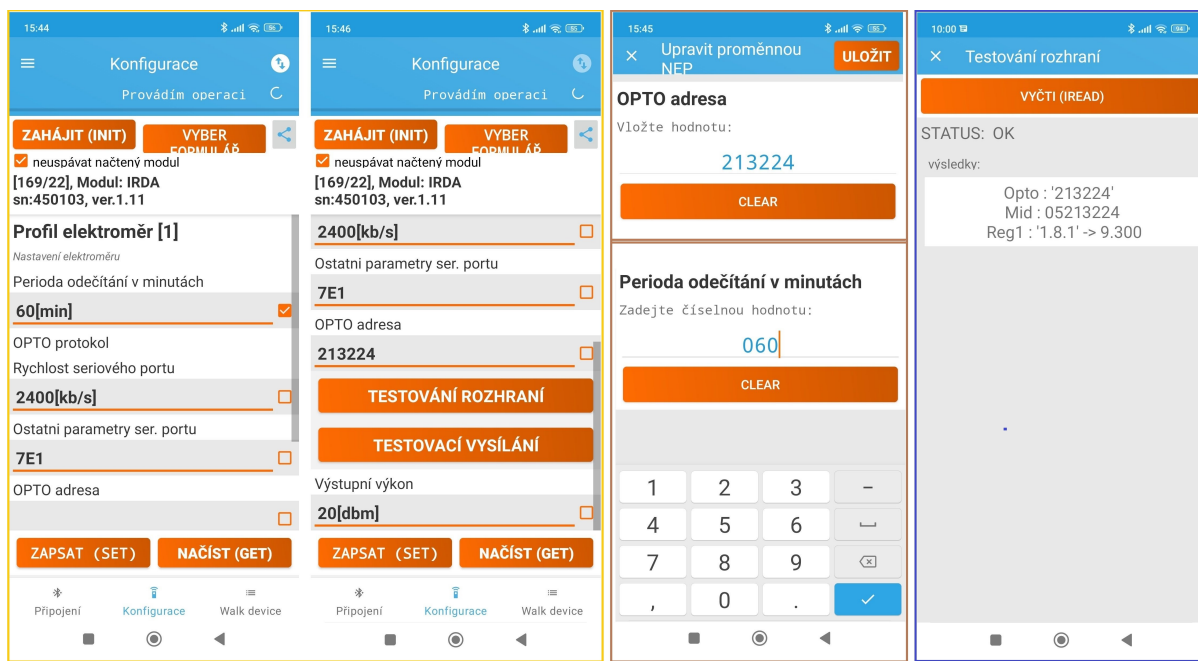 15:44
55
Konfigurace
Provádím operaci
ZAHÁJIT (INIT)
VYBER
FORMULÁŘ
neuspávat načtený modul
[169/22], Modul: IRDA
sn:450103, ver.1.11
Profil elektroměr [1]
Nastavení elektroměru
Perioda odečítání v minutách
60[min]
OPTO protokol
Rychlost seriového portu
2400[kb/s]
Ostatni parametry ser. portu
7E1
OPTO adresa
ZAPSAT (SET)
NAČÍST (GET)
Připojení
Konfigurace
Walk device
15:46
55
Konfigurace
Provádím operaci
ZAHÁJIT (INIT)
VYBER
FORMULÁŘ
neuspávat načtený modul
[169/22], Modul: IRDA
sn:450103, ver.1.11
2400[kb/s]
Ostatni parametry ser. portu
7E1
OPTO adresa
213224
TESTOVÁNÍ ROZHRANÍ
TESTOVACÍ VYSÍLÁNÍ
Výstupní výkon
20[dbm]
ZAPSAT (SET)
NAČÍST (GET)
Připojení
Konfigurace
Walk device
15:45
55
Upravit proměnnou
NEP
ULOŽIT
OPTO adresa
Vložte hodnotu:
213224
CLEAR
Perioda odečítání v minutách
Zadejte číselnou hodnotu:
060
CLEAR
1 2 3 –
4 5 6
7 8 9
, 0 .
10:00
94
Testování rozhraní
VYČTI (IREAD)
STATUS: OK
výsledky:
Opto : '213224'
Mid : 05213224
Reg1 : '1.8.1' -> 9.300